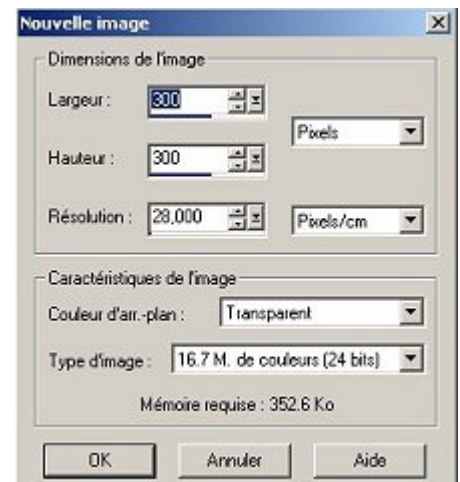 Nouvelle image
Dimensions de l'image
Largeur : 300
Pixels
Hauteur : 300
Résolution : 28,000 Pixels/cm
Caractéristiques de l'image
Couleur d'arr.-plan : Transparent
Type d'image : 16.7 M. de couleurs (24 bits)
Mémoire requise : 352.6 Ko
OK Annuler Aide